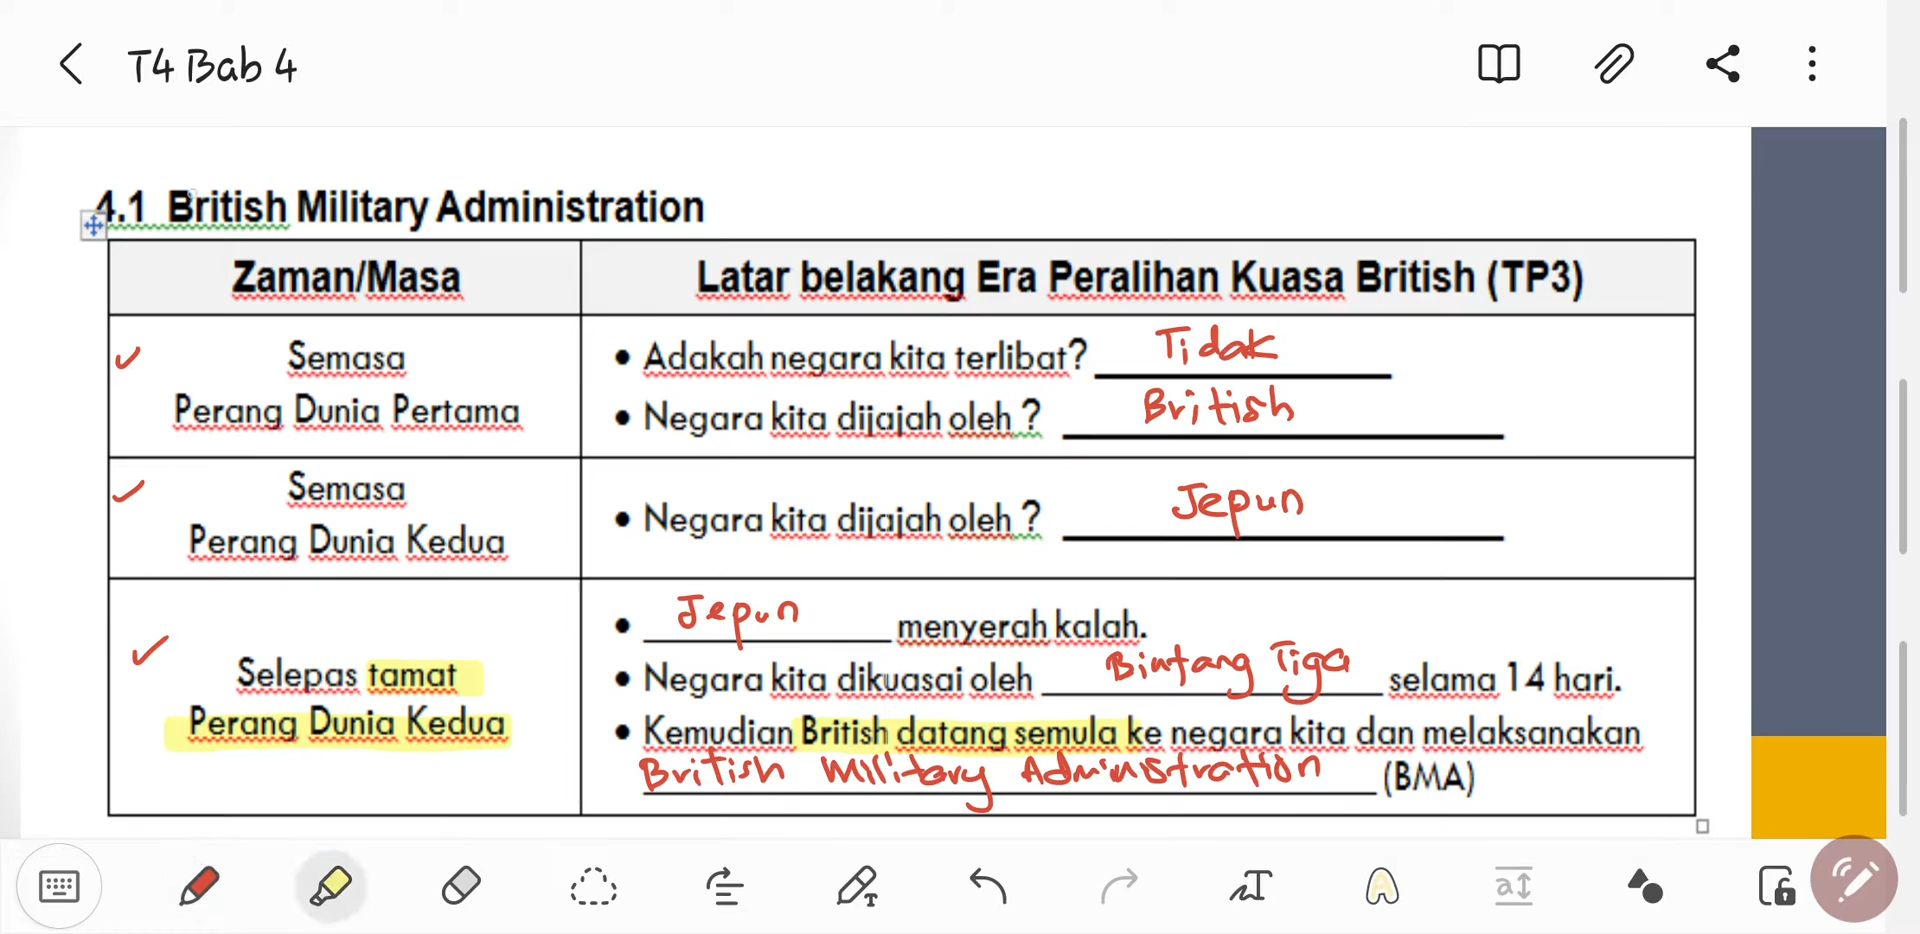 T4 Bab 4
4.1 British Military Administration
Zaman/Masa
Latar belakang Era Peralihan Kuasa British (TP3)
Semasa
Perang Dunia Pertama
• Adakah negara kita terlibat? Tidak
• Negara kita dijajah oleh ? British
Semasa
Perang Dunia Kedua
• Negara kita dijajah oleh ? Jepun
Selepas tamat
Perang Dunia Kedua
• Jepun menyerah kalah.
• Negara kita dikuasai oleh Bintang Tiga selama 14 hari.
• Kemudian British datang semula ke negara kita dan melaksanakan
British Military Administration (BMA)